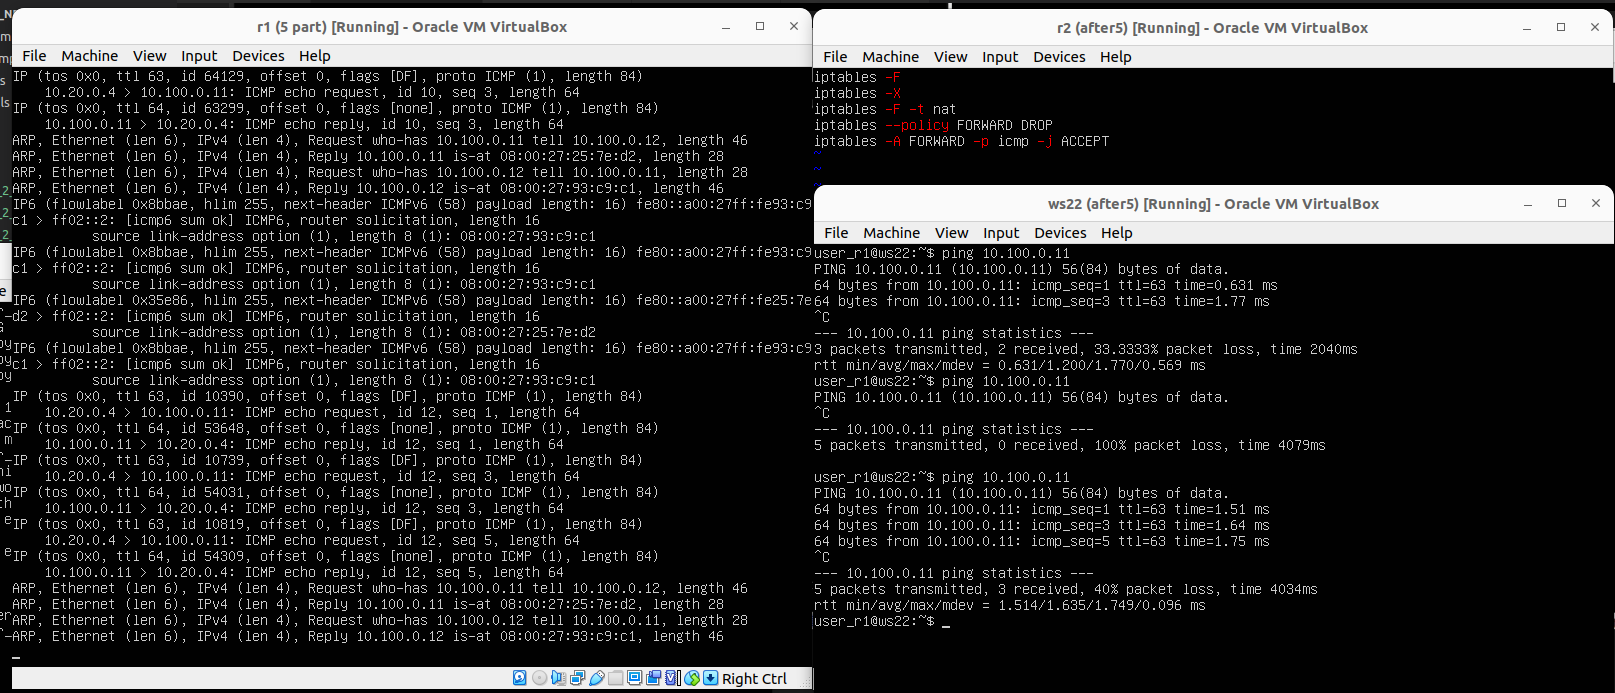 r1 (5 part) [Running] - Oracle VM VirtualBox
File Machine View Input Devices Help
IP (tos 0x0, ttl 63, id 64129, offset 0, flags [DF], proto ICMP (1), length 84)
10.20.0.4 > 10.100.0.11: ICMP echo request, id 10, seq 3, length 64
IP (tos 0x0, ttl 64, id 63299, offset 0, flags [none], proto ICMP (1), length 84)
10.100.0.11 > 10.20.0.4: ICMP echo reply, id 10, seq 3, length 64
ARP, Ethernet (len 6), IPv4 (len 4), Request who-has 10.100.0.11 tell 10.100.0.12, length 46
ARP, Ethernet (len 6), IPv4 (len 4), Reply 10.100.0.11 is-at 08:00:27:25:7e:d2, length 28
ARP, Ethernet (len 6), IPv4 (len 4), Request who-has 10.100.0.12 tell 10.100.0.11, length 28
ARP, Ethernet (len 6), IPv4 (len 4), Reply 10.100.0.12 is-at 08:00:27:93:c9:c1, length 46
IP6 (flowlabel 0x8bbae, hlim 255, next-header ICMPv6 (58) payload length: 16) fe80::a00:27ff:fe93:c9
c1 > ff02::2: [icmp6 sum ok] ICMP6, router solicitation, length 16
source link-address option (1), length 8 (1): 08:00:27:93:c9:c1
IP6 (flowlabel 0x8bbae, hlim 255, next-header ICMPv6 (58) payload length: 16) fe80::a00:27ff:fe93:c9
c1 > ff02::2: [icmp6 sum ok] ICMP6, router solicitation, length 16
source link-address option (1), length 8 (1): 08:00:27:93:c9:c1
IP6 (flowlabel 0x35e86, hlim 255, next-header ICMPv6 (58) payload length: 16) fe80::a00:27ff:fe25:7e
d2 > ff02::2: [icmp6 sum ok] ICMP6, router solicitation, length 16
source link-address option (1), length 8 (1): 08:00:27:25:7e:d2
IP6 (flowlabel 0x8bbae, hlim 255, next-header ICMPv6 (58) payload length: 16) fe80::a00:27ff:fe93:c9
c1 > ff02::2: [icmp6 sum ok] ICMP6, router solicitation, length 16
source link-address option (1), length 8 (1): 08:00:27:93:c9:c1
IP (tos 0x0, ttl 63, id 10390, offset 0, flags [DF], proto ICMP (1), length 84)
10.20.0.4 > 10.100.0.11: ICMP echo request, id 12, seq 1, length 64
IP (tos 0x0, ttl 64, id 53648, offset 0, flags [none], proto ICMP (1), length 84)
10.100.0.11 > 10.20.0.4: ICMP echo reply, id 12, seq 1, length 64
IP (tos 0x0, ttl 63, id 10739, offset 0, flags [DF], proto ICMP (1), length 84)
10.20.0.4 > 10.100.0.11: ICMP echo request, id 12, seq 3, length 64
IP (tos 0x0, ttl 64, id 54031, offset 0, flags [none], proto ICMP (1), length 84)
10.100.0.11 > 10.20.0.4: ICMP echo reply, id 12, seq 3, length 64
IP (tos 0x0, ttl 63, id 10819, offset 0, flags [DF], proto ICMP (1), length 84)
10.20.0.4 > 10.100.0.11: ICMP echo request, id 12, seq 5, length 64
IP (tos 0x0, ttl 64, id 54309, offset 0, flags [none], proto ICMP (1), length 84)
10.100.0.11 > 10.20.0.4: ICMP echo reply, id 12, seq 5, length 64
ARP, Ethernet (len 6), IPv4 (len 4), Request who-has 10.100.0.11 tell 10.100.0.12, length 46
ARP, Ethernet (len 6), IPv4 (len 4), Reply 10.100.0.11 is-at 08:00:27:25:7e:d2, length 28
ARP, Ethernet (len 6), IPv4 (len 4), Request who-has 10.100.0.12 tell 10.100.0.11, length 28
ARP, Ethernet (len 6), IPv4 (len 4), Reply 10.100.0.12 is-at 08:00:27:93:c9:c1, length 46
Right Ctrl
r2 (after5) [Running] - Oracle VM VirtualBox
File Machine View Input Devices Help
iptables -F
iptables -X
iptables -F -t nat
iptables --policy FORWARD DROP
iptables -A FORWARD -p icmp -j ACCEPT
~
ws22 (after5) [Running] - Oracle VM VirtualBox
File Machine View Input Devices Help
user_r1@ws22:~$ ping 10.100.0.11
PING 10.100.0.11 (10.100.0.11) 56(84) bytes of data.
64 bytes from 10.100.0.11: icmp_seq=1 ttl=63 time=0.631 ms
64 bytes from 10.100.0.11: icmp_seq=3 ttl=63 time=1.77 ms
^C
--- 10.100.0.11 ping statistics ---
3 packets transmitted, 2 received, 33.3333% packet loss, time 2040ms
rtt min/avg/max/mdev = 0.631/1.200/1.770/0.569 ms
user_r1@ws22:~$ ping 10.100.0.11
PING 10.100.0.11 (10.100.0.11) 56(84) bytes of data.
^C
--- 10.100.0.11 ping statistics ---
5 packets transmitted, 0 received, 100% packet loss, time 4079ms
user_r1@ws22:~$ ping 10.100.0.11
PING 10.100.0.11 (10.100.0.11) 56(84) bytes of data.
64 bytes from 10.100.0.11: icmp_seq=1 ttl=63 time=1.51 ms
64 bytes from 10.100.0.11: icmp_seq=3 ttl=63 time=1.64 ms
64 bytes from 10.100.0.11: icmp_seq=5 ttl=63 time=1.75 ms
^C
--- 10.100.0.11 ping statistics ---
5 packets transmitted, 3 received, 40% packet loss, time 4034ms
rtt min/avg/max/mdev = 1.514/1.635/1.749/0.096 ms
user_r1@ws22:~$ _